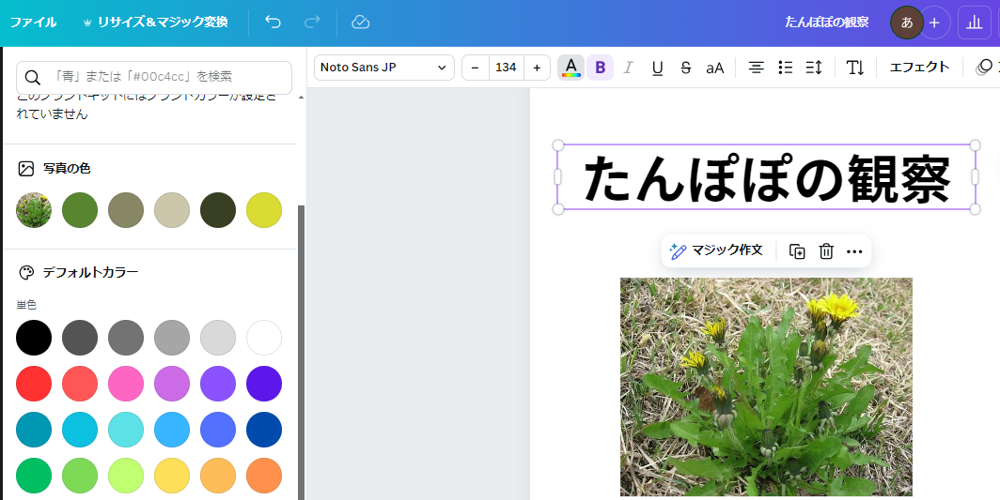 ファイル
リサイズ＆マジック変換
たんぽぽの観察
あ
「青」または「#00c4cc」を検索
このブランドキットにはブランドカラーが設定さ
れていません
写真の色
デフォルトカラー
単色
Noto Sans JP
– 134 +
A B I U S aA
エフェクト
たんぽぽの観察
マジック作文